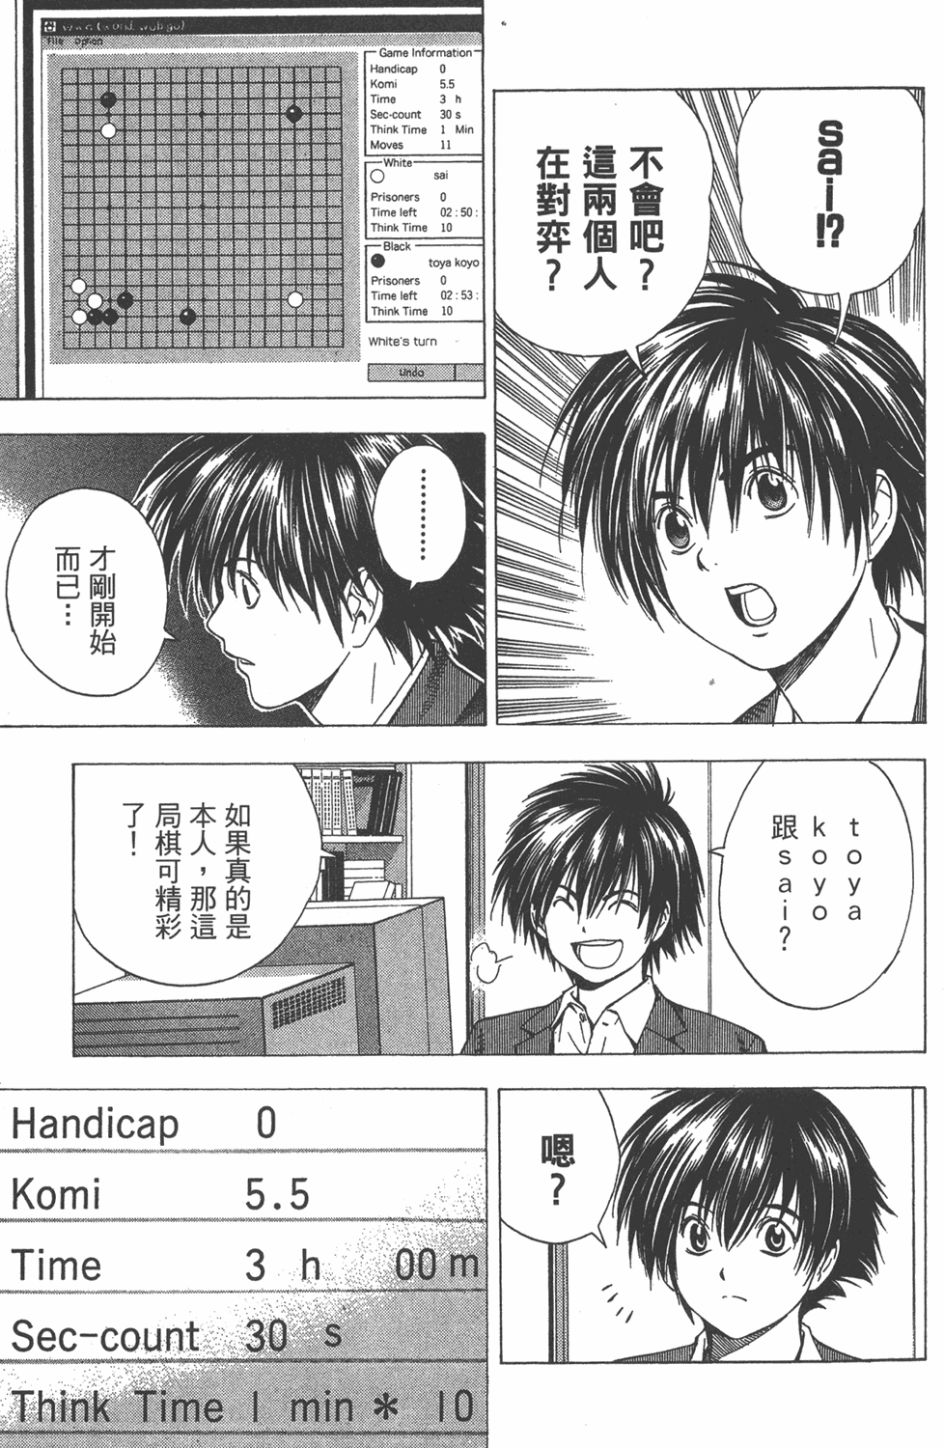 sai!?
不會吧?
這兩個人
在對弈?
File Option
Game Information
Handicap 0
Komi 5.5
Time 3 h
Sec-count 30 s
Think Time 1 Min
Moves 11
White
sai
Prisoners 0
Time left 02:50:
Think Time 10
Black
toya koyo
Prisoners 0
Time left 02:53:
Think Time 10
White's turn
undo
…………
才剛開始
而已…
toya
koyo
跟sai?
如果真的是
本人,那這
局棋可精彩
了!
嗯?
Handicap 0
Komi 5.5
Time 3 h 00 m
Sec-count 30 s
Think Time 1 min * 10